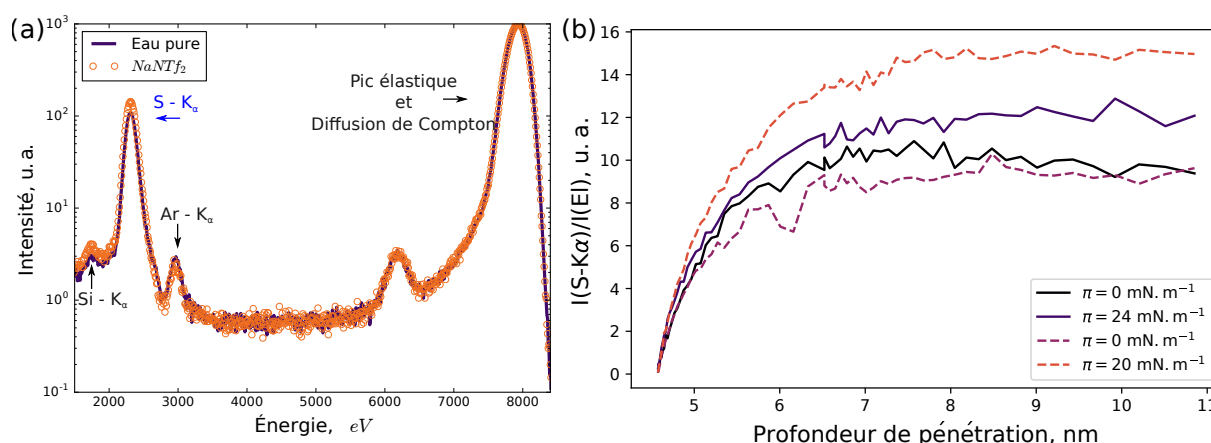 (a)
10³
10²
10¹
10⁰
10⁻¹
Intensité, u. a.
Eau pure
NaNTf₂
S - Kα
Si - Kα
Ar - Kα
Pic élastique
et
Diffusion de Compton
2000 3000 4000 5000 6000 7000 8000
Énergie, eV
(b)
16
14
12
10
8
6
4
2
0
I(S-Kα)/I(El), u. a.
π = 0 mN. m⁻¹
π = 24 mN. m⁻¹
π = 0 mN. m⁻¹
π = 20 mN. m⁻¹
5 6 7 8 9 10 11
Profondeur de pénétration, nm